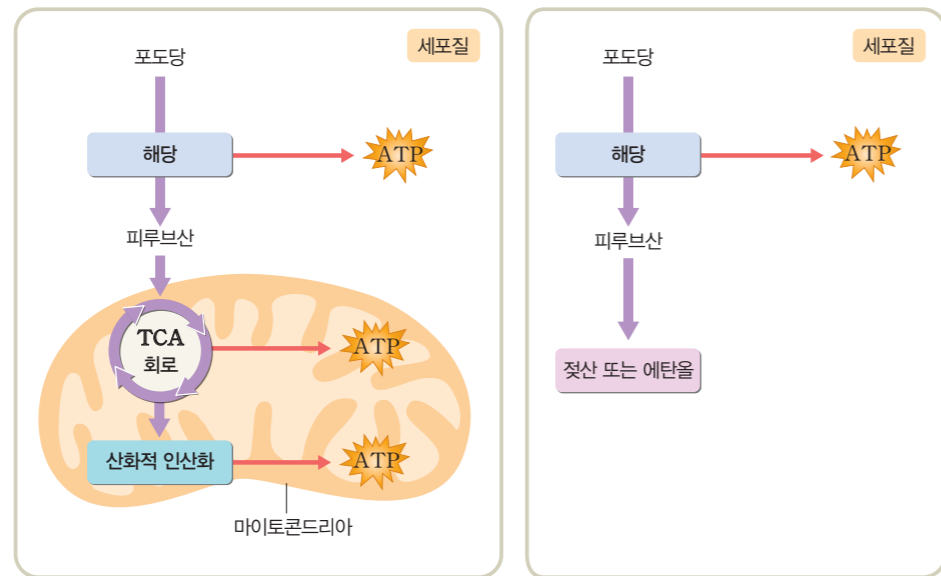 세포질
포도당
해당
ATP
피루브산
TCA
회로
ATP
산화적 인산화
ATP
마이토콘드리아
세포질
포도당
해당
ATP
피루브산
젖산 또는 에탄올